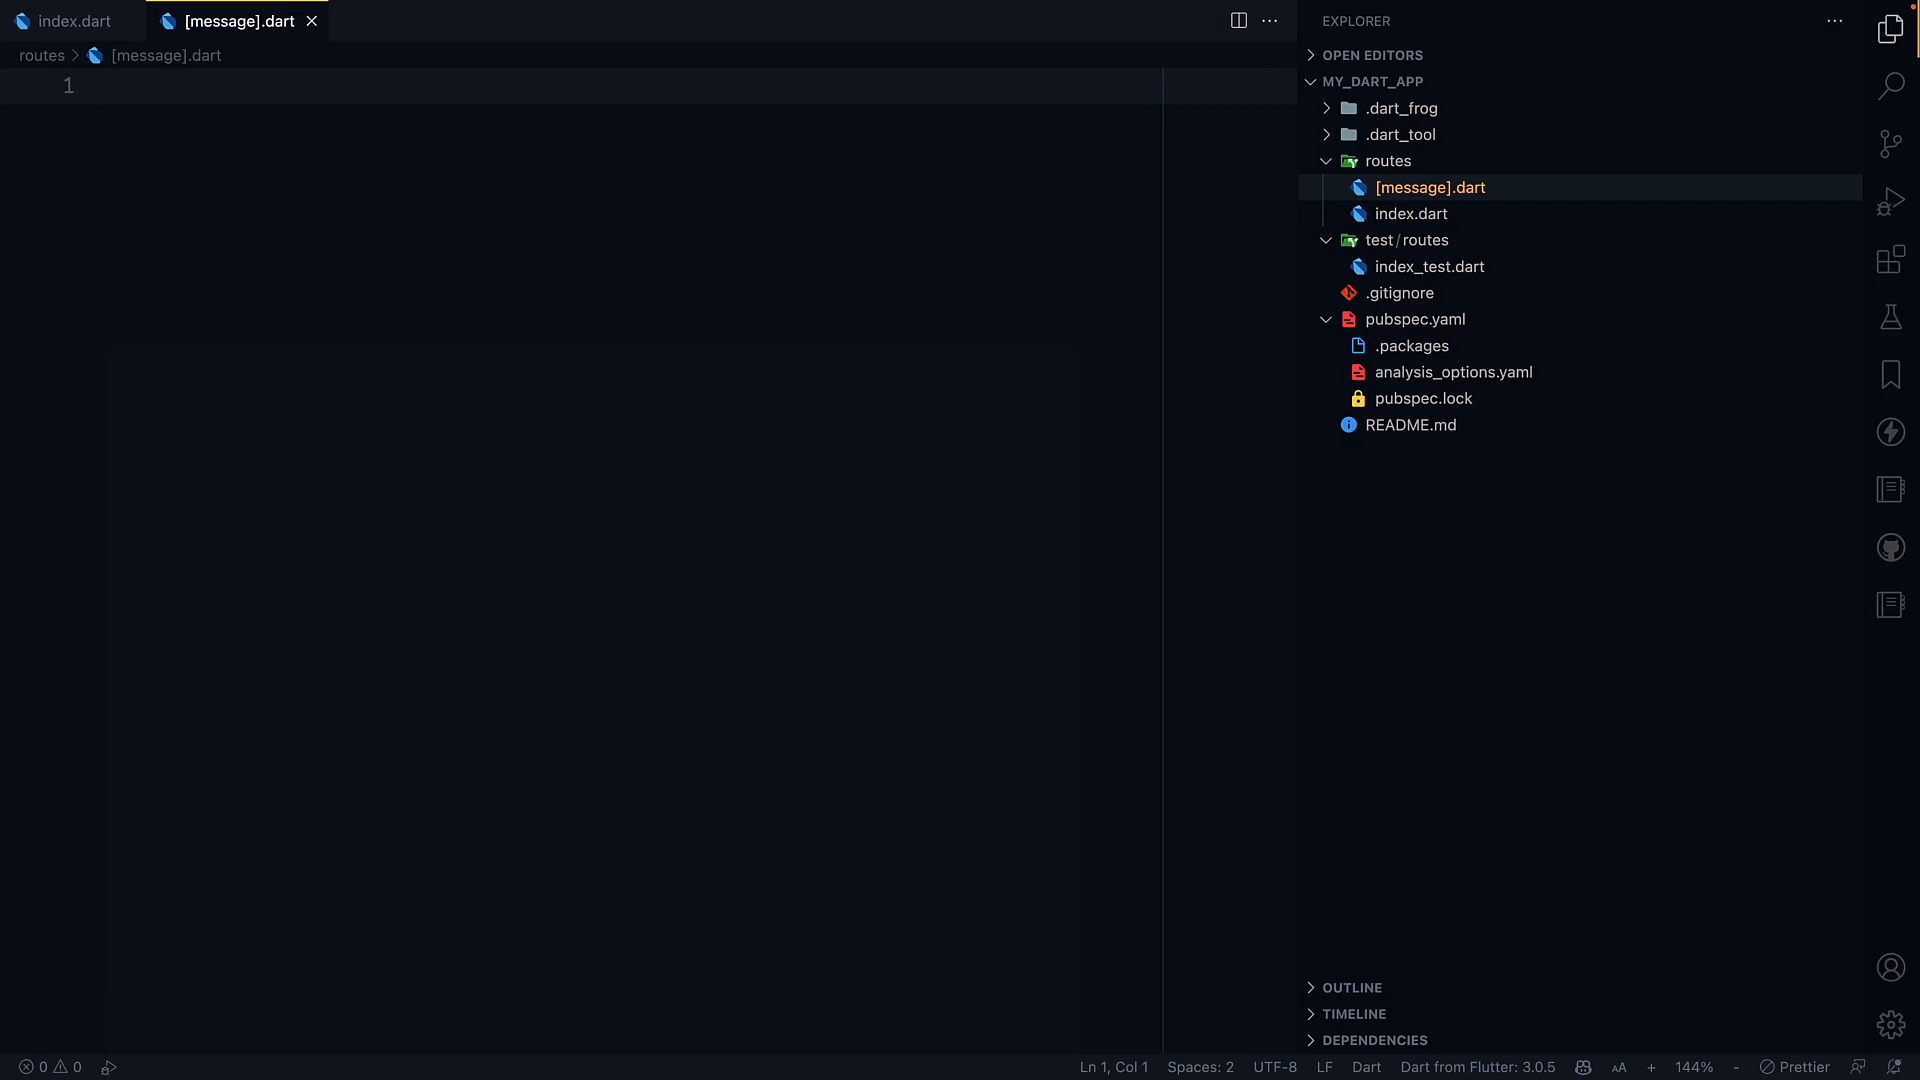 index.dart
[message].dart
routes
[message].dart
1
EXPLORER
OPEN EDITORS
MY_DART_APP
.dart_frog
.dart_tool
routes
[message].dart
index.dart
test/routes
index_test.dart
.gitignore
pubspec.yaml
.packages
analysis_options.yaml
pubspec.lock
README.md
OUTLINE
TIMELINE
DEPENDENCIES
0 0 Ln 1, Col 1 Spaces: 2 UTF-8 LF Dart Dart from Flutter: 3.0.5 AA + 144% - Prettier